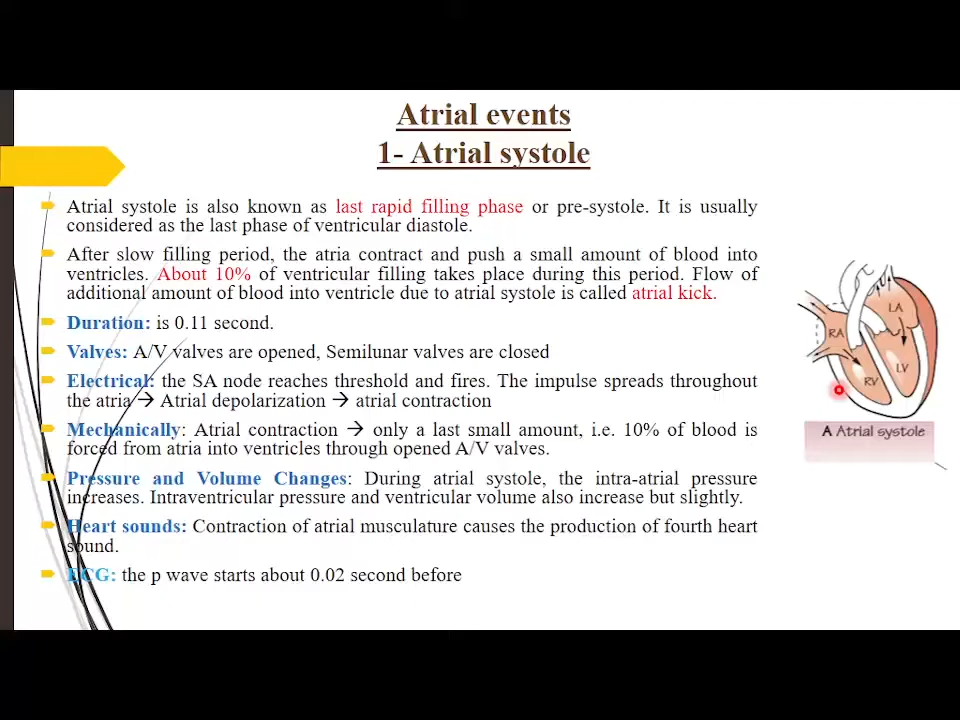 Atrial events
1- Atrial systole
Atrial systole is also known as last rapid filling phase or pre-systole. It is usually
considered as the last phase of ventricular diastole.
After slow filling period, the atria contract and push a small amount of blood into
ventricles. About 10% of ventricular filling takes place during this period. Flow of
additional amount of blood into ventricle due to atrial systole is called atrial kick.
Duration: is 0.11 second.
Valves: A/V valves are opened, Semilunar valves are closed
Electrical: the SA node reaches threshold and fires. The impulse spreads throughout
the atria → Atrial depolarization → atrial contraction
Mechanically: Atrial contraction → only a last small amount, i.e. 10% of blood is
forced from atria into ventricles through opened A/V valves.
Pressure and Volume Changes: During atrial systole, the intra-atrial pressure
increases. Intraventricular pressure and ventricular volume also increase but slightly.
Heart sounds: Contraction of atrial musculature causes the production of fourth heart
sound.
ECG: the p wave starts about 0.02 second before
LA
RA
LV
RV
A Atrial systole